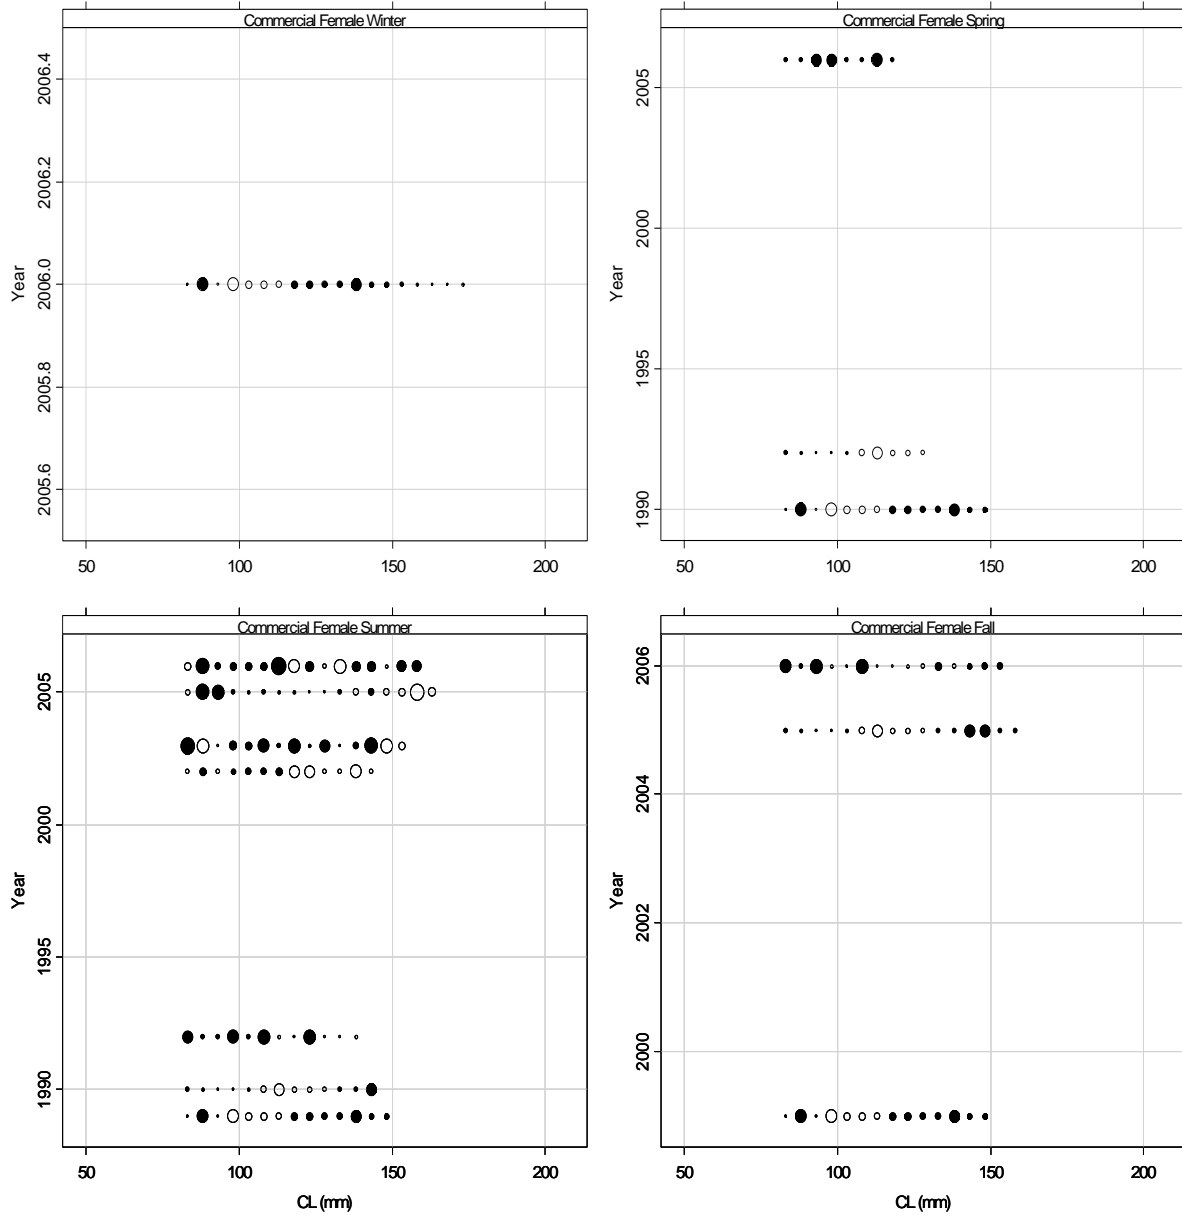 Commercial Female Winter
Year
2006.4
2006.2
2006.0
2005.8
2005.6
50 100 150 200
Commercial Female Spring
Year
2005
2000
1995
1990
50 100 150 200
Commercial Female Summer
Year
2005
2000
1995
1990
50 100 150 200
CL (mm)
Commercial Female Fall
Year
2006
2004
2002
2000
50 100 150 200
CL (mm)